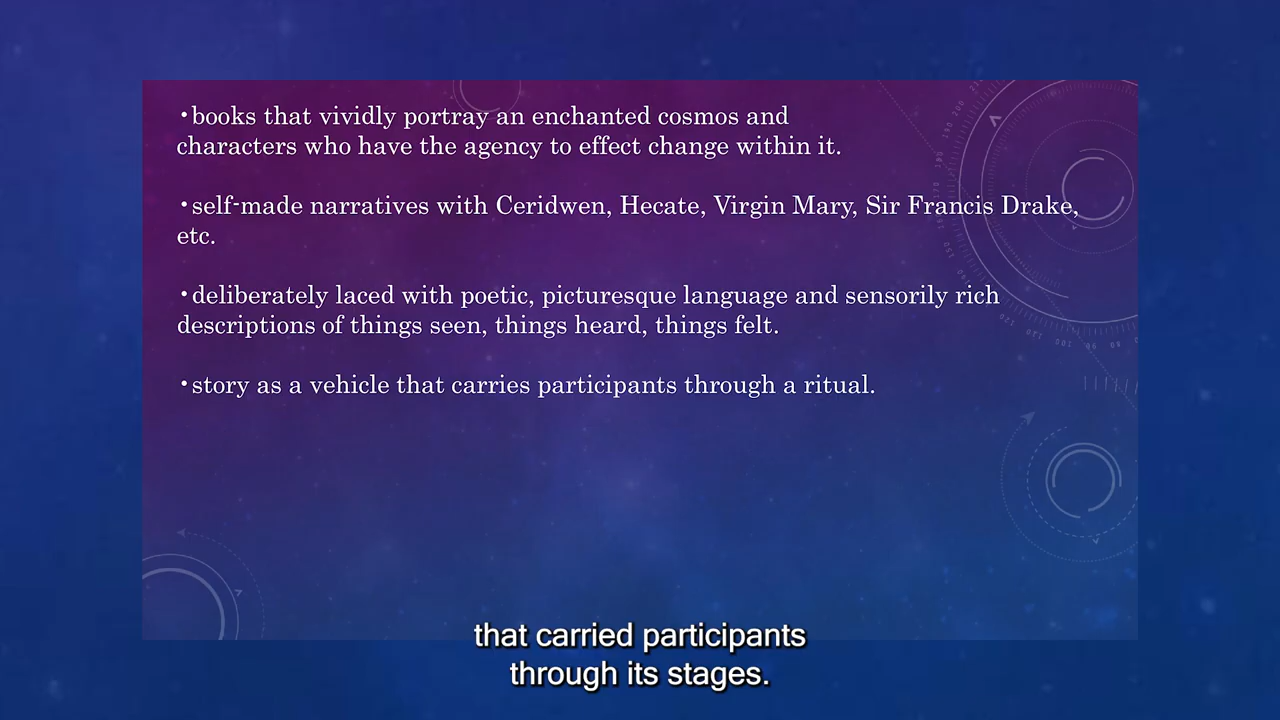 •books that vividly portray an enchanted cosmos and
characters who have the agency to effect change within it.
•self-made narratives with Ceridwen, Hecate, Virgin Mary, Sir Francis Drake,
etc.
•deliberately laced with poetic, picturesque language and sensorily rich
descriptions of things seen, things heard, things felt.
•story as a vehicle that carries participants through a ritual.
that carried participants
through its stages.